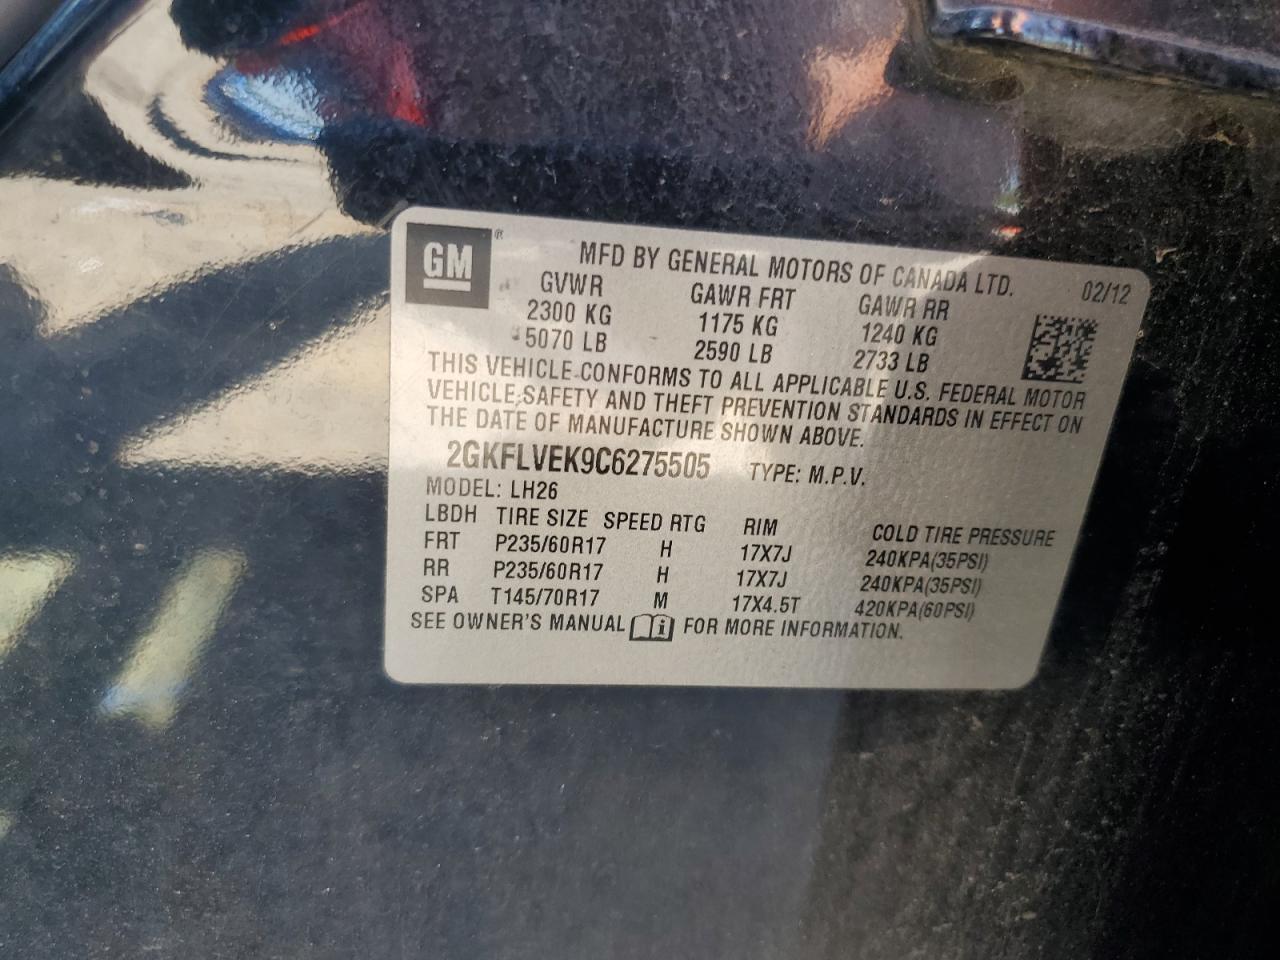 GM ®
MFD BY GENERAL MOTORS OF CANADA LTD.
02/12
GVWR GAWR FRT GAWR RR
2300 KG 1175 KG 1240 KG
5070 LB 2590 LB 2733 LB
THIS VEHICLE CONFORMS TO ALL APPLICABLE U.S. FEDERAL MOTOR
VEHICLE SAFETY AND THEFT PREVENTION STANDARDS IN EFFECT ON
THE DATE OF MANUFACTURE SHOWN ABOVE.
2GKFLVEK9C6275505 TYPE: M.P.V.
MODEL: LH26
LBDH TIRE SIZE SPEED RTG RIM COLD TIRE PRESSURE
FRT P235/60R17 H 17X7J 240KPA(35PSI)
RR P235/60R17 H 17X7J 240KPA(35PSI)
SPA T145/70R17 M 17X4.5T 420KPA(60PSI)
SEE OWNER'S MANUAL i FOR MORE INFORMATION.